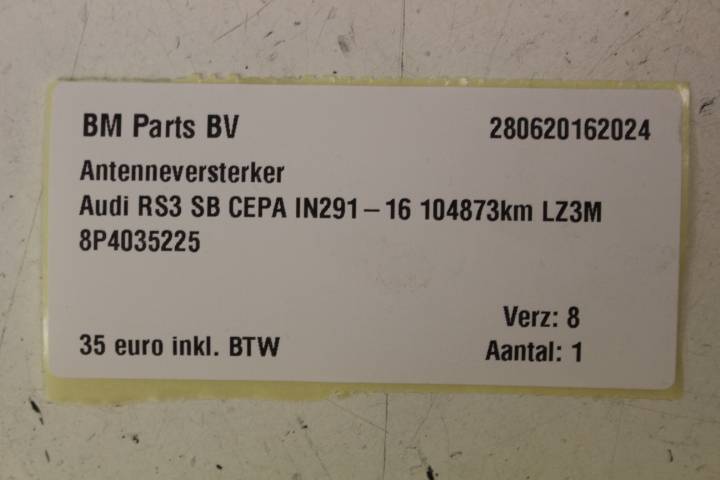 BM Parts BV 280620162024
Antenneversterker
Audi RS3 SB CEPA IN291–16 104873km LZ3M
8P4035225
Verz: 8
35 euro inkl. BTW Aantal: 1